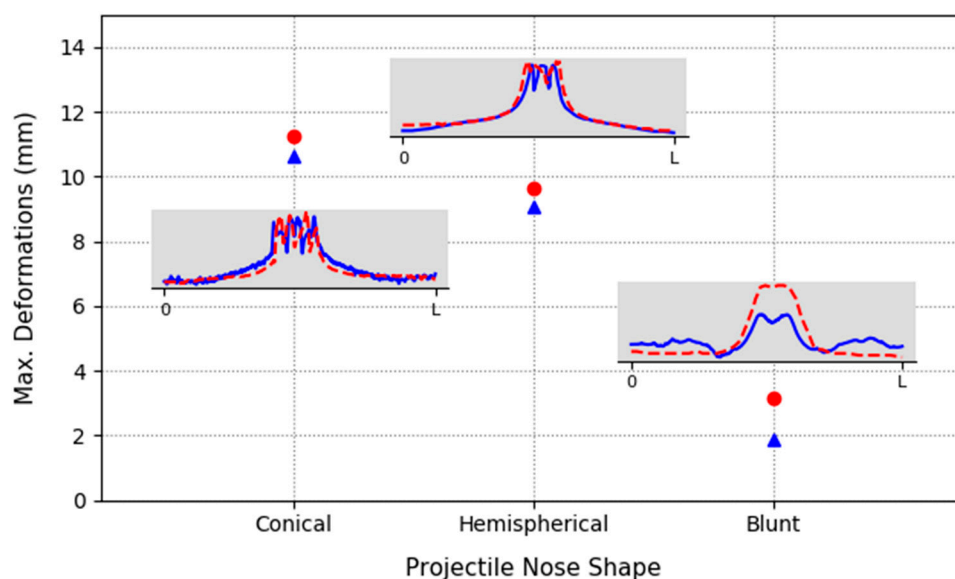 Max. Deformations (mm)
14
12
10
8
6
4
2
0
0 L
0 L
0 L
Conical Hemispherical Blunt
Projectile Nose Shape